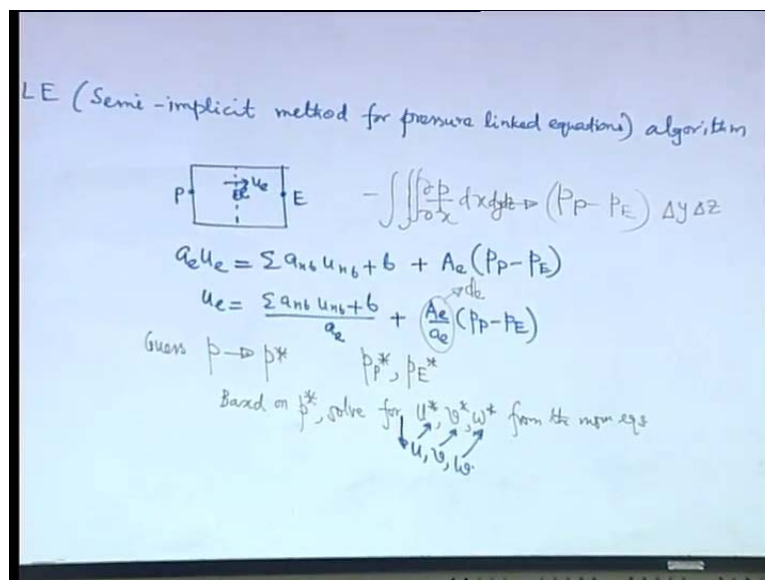 LE (Semi-implicit method for pressure linked equations) algorithm
P → u_e e E - ∫∫∫ ∂p/∂x dxdydz → (p_P - p_E) Δy Δz
a_e u_e = Σ a_nb u_nb + b + A_e (p_P - p_E)
u_e = (Σ a_nb u_nb + b)/a_e + (A_e/a_e) (p_P - p_E) → d_e
Guess p → p* p_P*, p_E*
Based on p*, solve for u*, v*, w* from the mom eqs
u, v, w